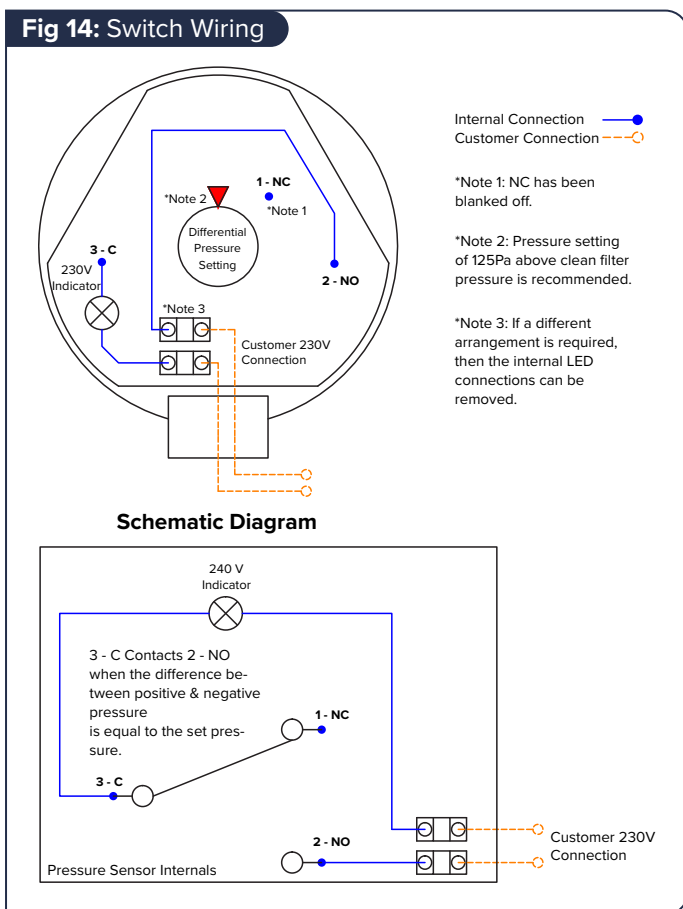 Fig 14: Switch Wiring
Internal Connection
Customer Connection
*Note 1: NC has been
blanked off.
*Note 2: Pressure setting
of 125Pa above clean filter
pressure is recommended.
*Note 3: If a different
arrangement is required,
then the internal LED
connections can be
removed.
1 - NC
*Note 2
*Note 1
Differential
Pressure
Setting
3 - C
230V
Indicator
2 - NO
*Note 3
Customer 230V
Connection
Schematic Diagram
240 V
Indicator
3 - C Contacts 2 - NO
when the difference be-
tween positive & negative
pressure
is equal to the set pres-
sure.
1 - NC
3 - C
2 - NO
Customer 230V
Connection
Pressure Sensor Internals